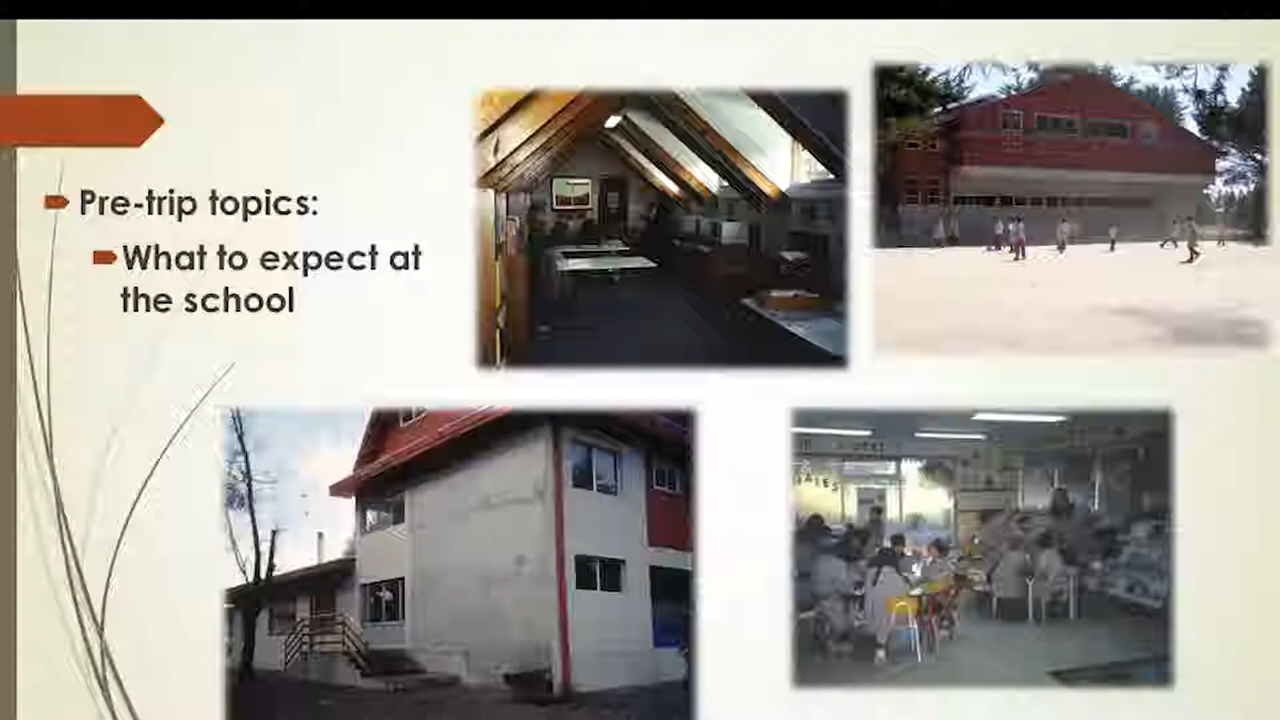 Pre-trip topics:
What to expect at
the school